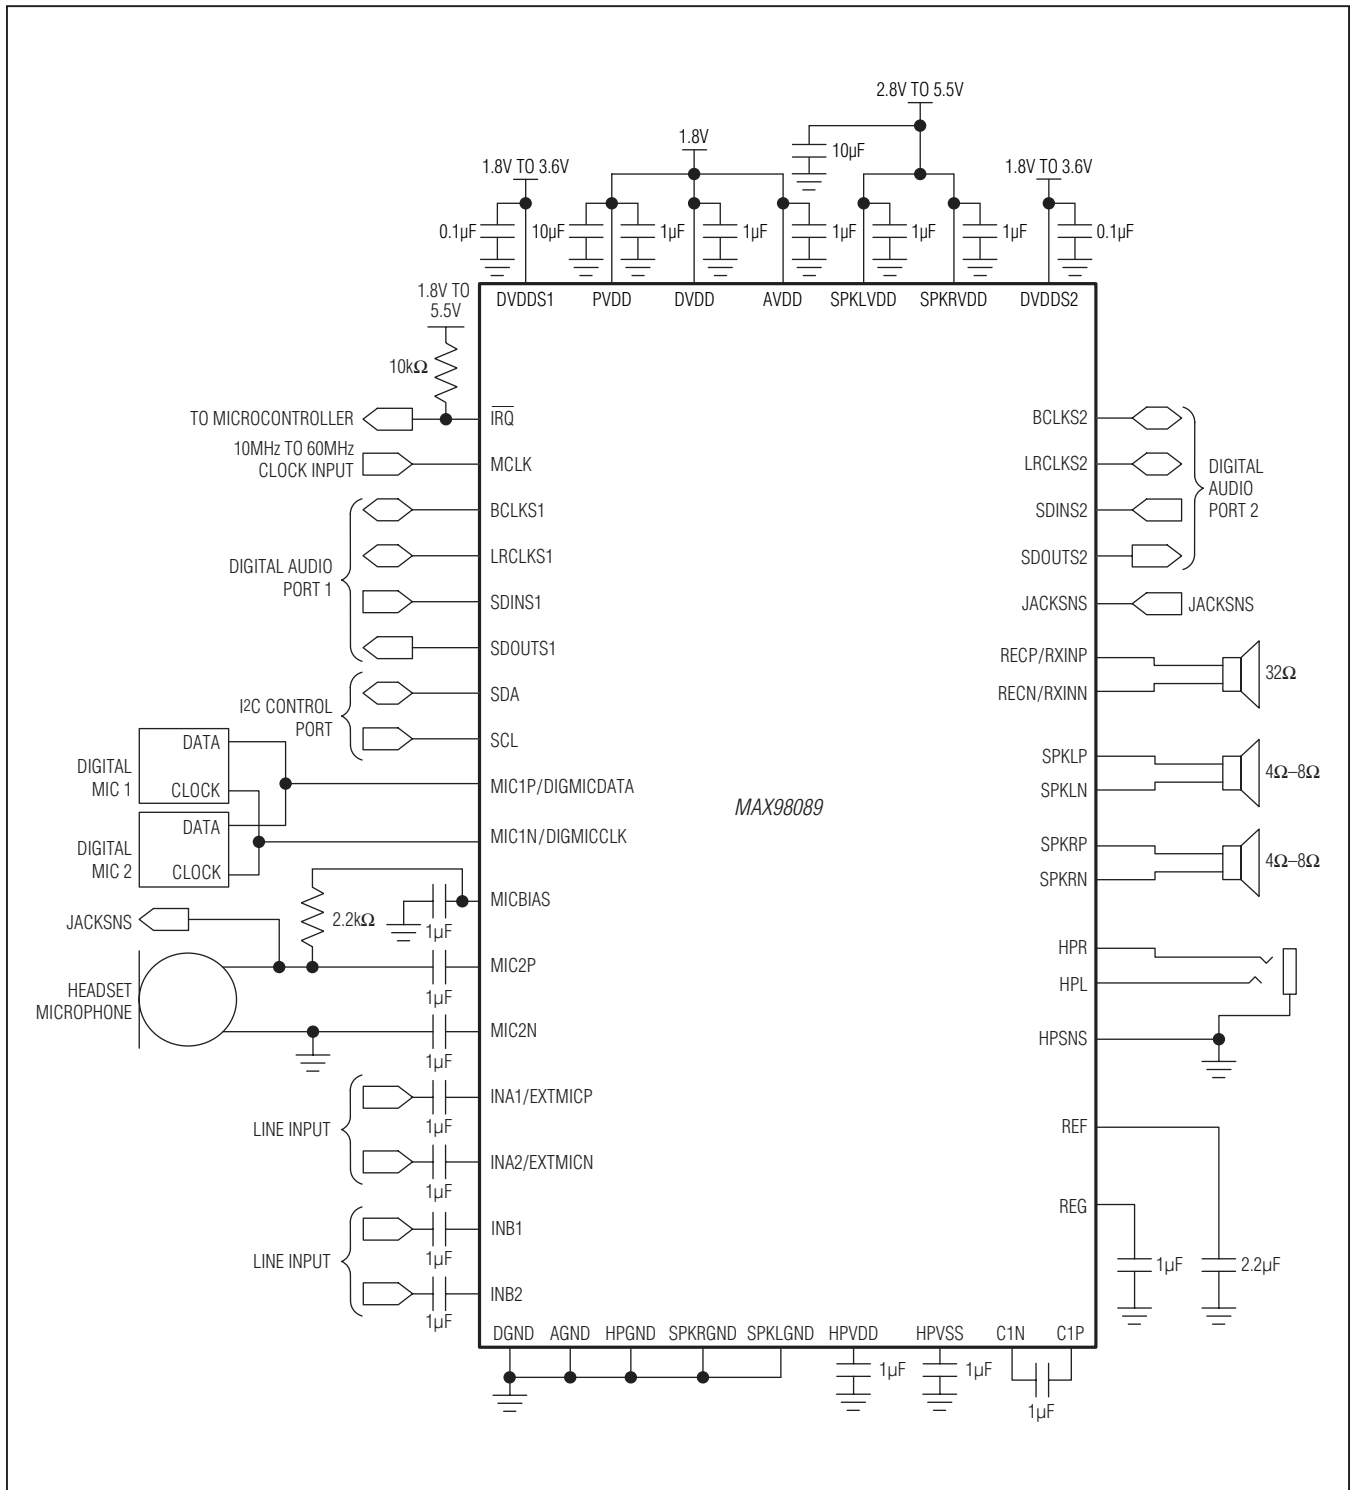 2.8V TO 5.5V
1.8V
10µF
1.8V TO 3.6V
1.8V TO 3.6V
0.1µF
10µF
1µF
1µF
1µF
1µF
1µF
0.1µF
1.8V TO
5.5V
DVDDS1
PVDD
DVDD
AVDD
SPKLVDD
SPKRVDD
DVDDS2
10kΩ
TO MICROCONTROLLER
IRQ
10MHz TO 60MHz
CLOCK INPUT
MCLK
DIGITAL AUDIO
PORT 1
BCLKS1
LRCLKS1
SDINS1
SDOUTS1
I²C CONTROL
PORT
SDA
SCL
DIGITAL
MIC 1
DATA
CLOCK
MIC1P/DIGMICDATA
DIGITAL
MIC 2
DATA
CLOCK
MIC1N/DIGMICCLK
MICBIAS
1µF
2.2kΩ
JACKSNS
HEADSET
MICROPHONE
MIC2P
1µF
MIC2N
1µF
LINE INPUT
INA1/EXTMICP
1µF
INA2/EXTMICN
1µF
LINE INPUT
INB1
1µF
INB2
1µF
MAX98089
BCLKS2
LRCLKS2
SDINS2
SDOUTS2
DIGITAL
AUDIO
PORT 2
JACKSNS
JACKSNS
RECP/RXINP
RECN/RXINN
32Ω
SPKLP
SPKLN
4Ω–8Ω
SPKRP
SPKRN
4Ω–8Ω
HPR
HPL
HPSNS
REF
REG
1µF
2.2µF
DGND
AGND
HPGND
SPKRGND
SPKLGND
HPVDD
HPVSS
C1N
C1P
1µF
1µF
1µF